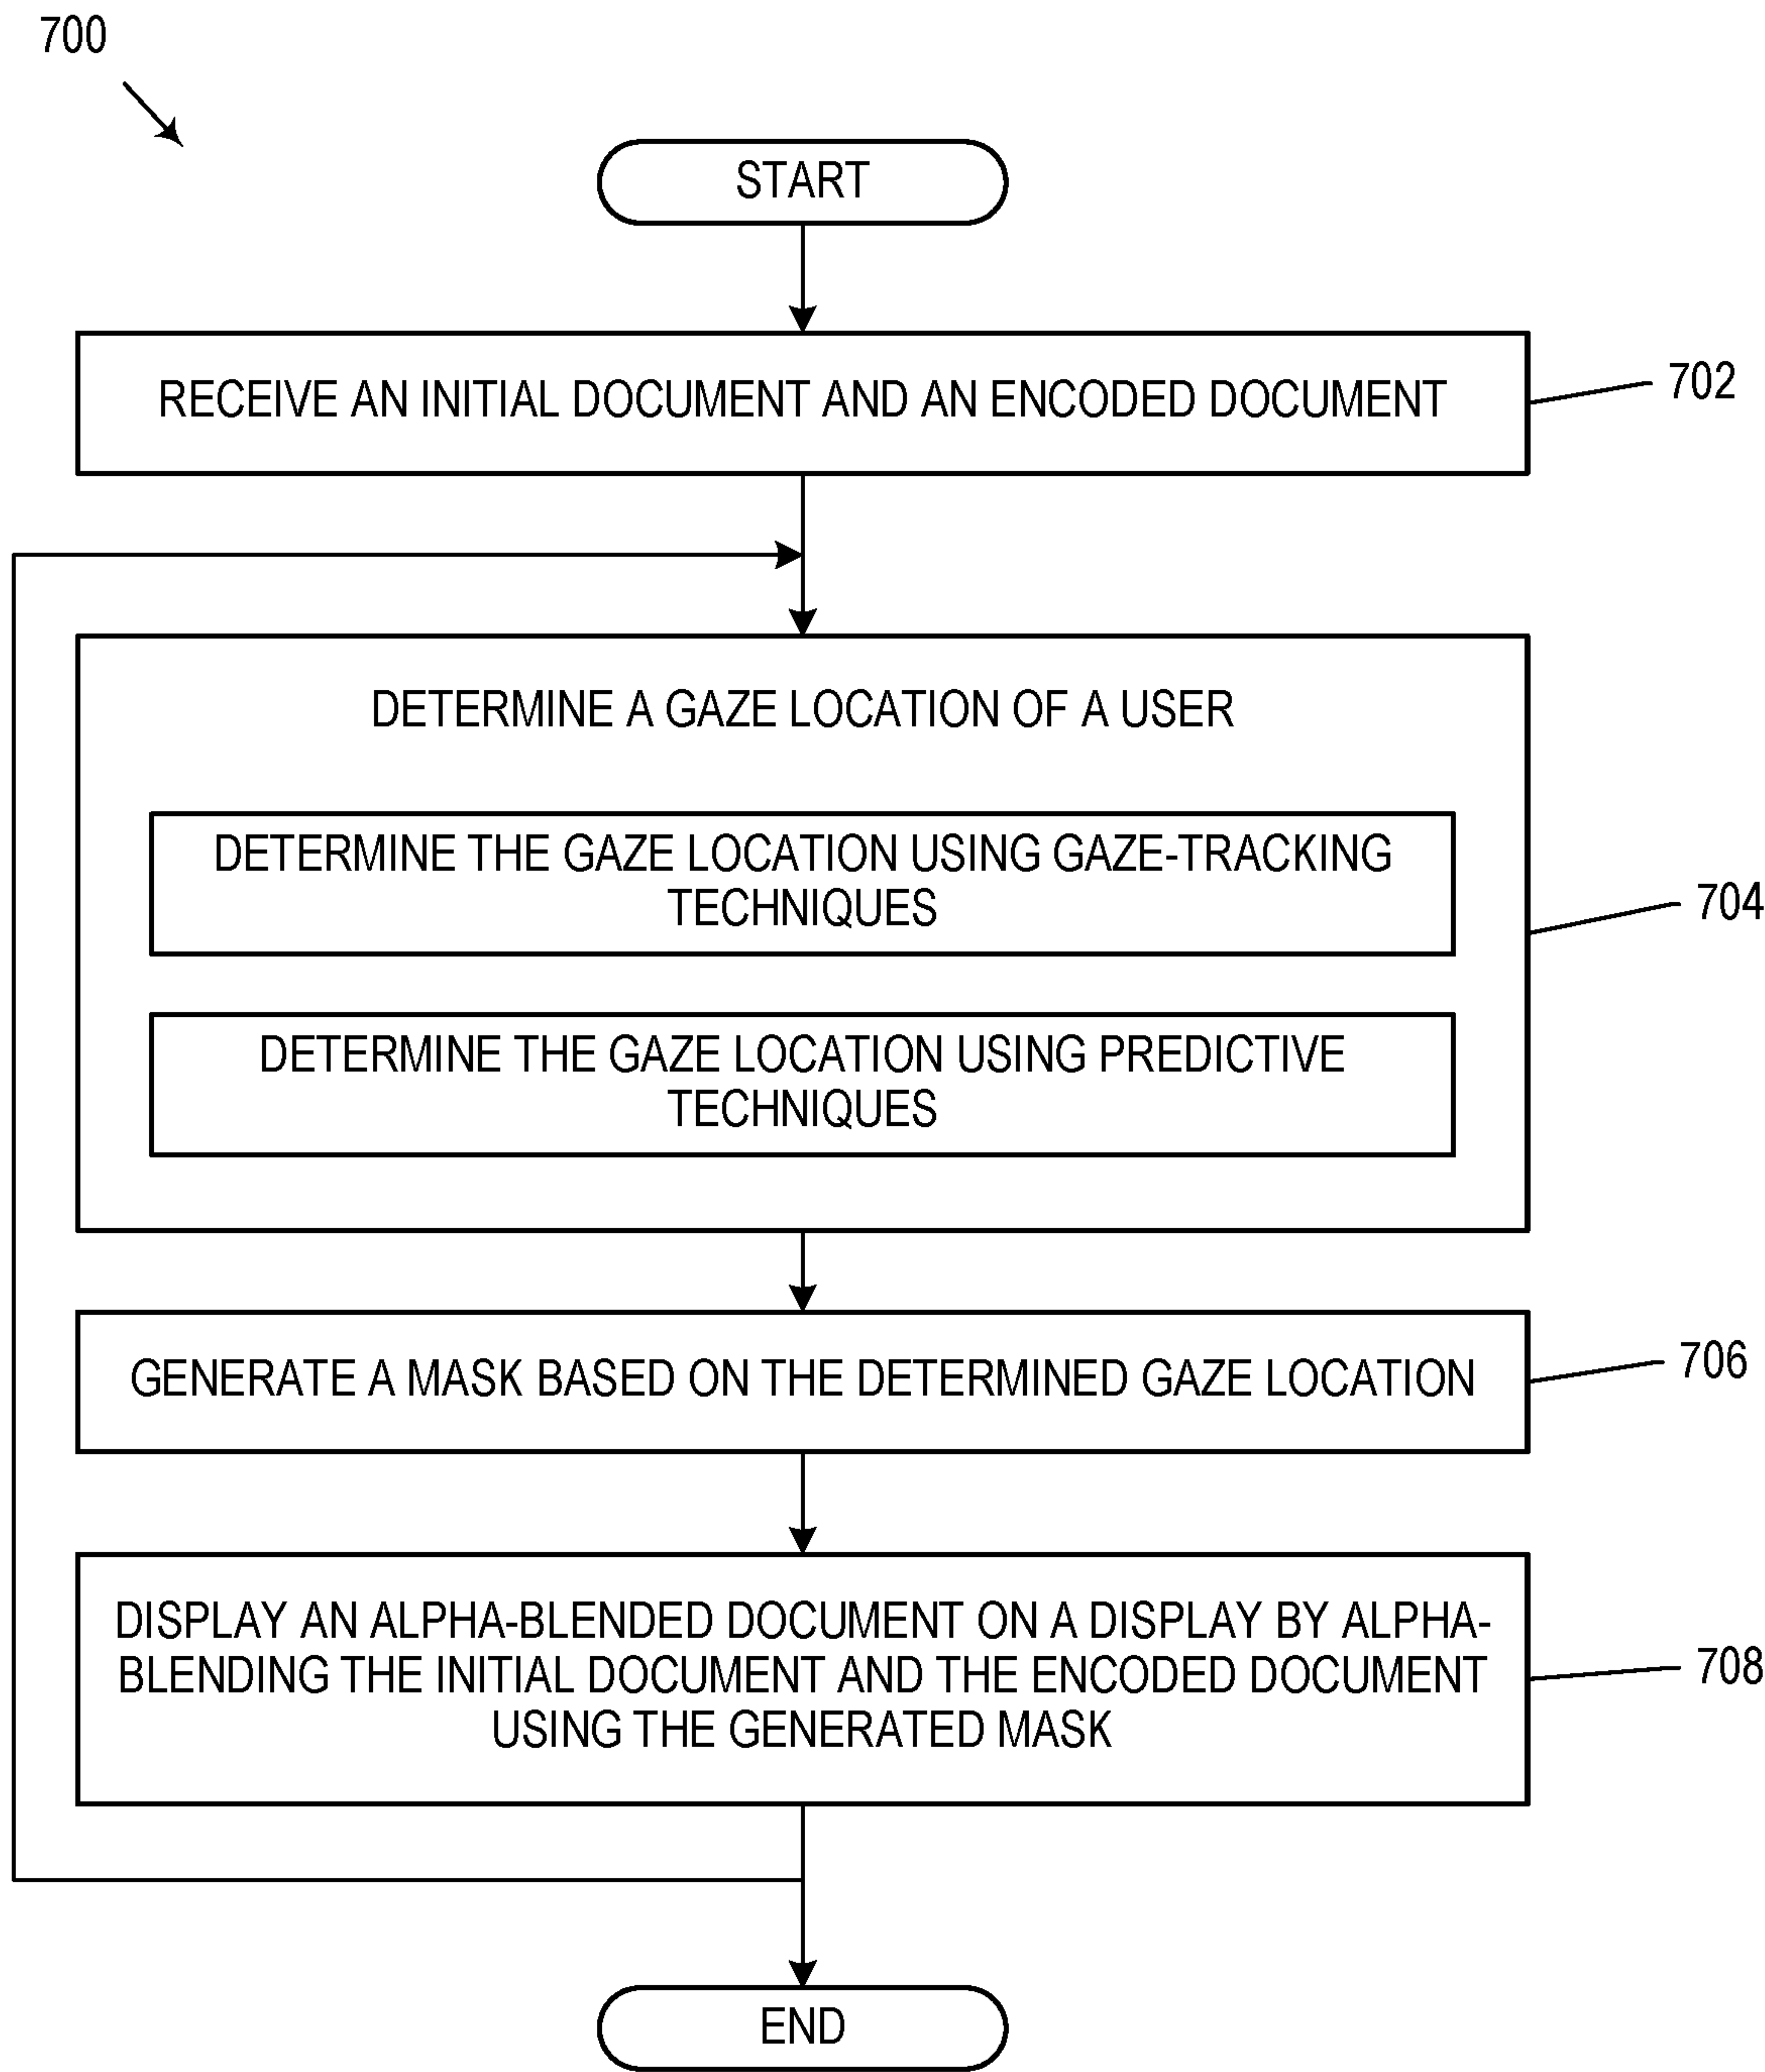 700
START
RECEIVE AN INITIAL DOCUMENT AND AN ENCODED DOCUMENT
702
DETERMINE A GAZE LOCATION OF A USER
DETERMINE THE GAZE LOCATION USING GAZE-TRACKING
TECHNIQUES
704
DETERMINE THE GAZE LOCATION USING PREDICTIVE
TECHNIQUES
GENERATE A MASK BASED ON THE DETERMINED GAZE LOCATION
706
DISPLAY AN ALPHA-BLENDED DOCUMENT ON A DISPLAY BY ALPHA-
BLENDING THE INITIAL DOCUMENT AND THE ENCODED DOCUMENT
USING THE GENERATED MASK
708
END